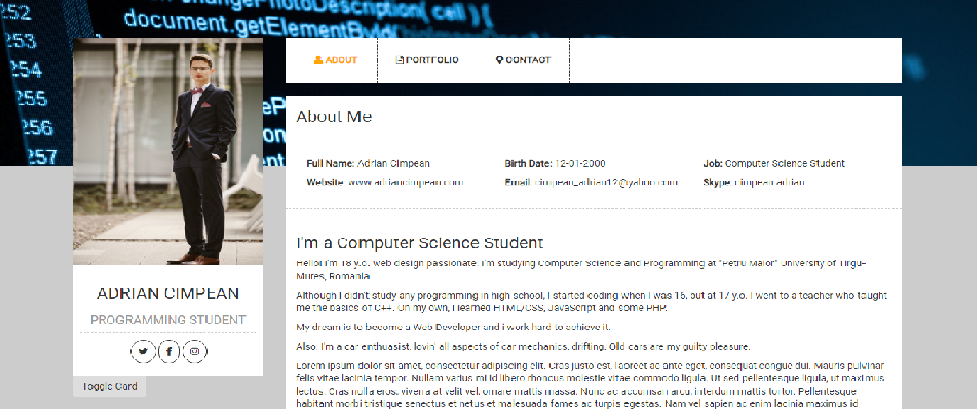 252
253
254
255
256
257
document.getElementById
ABOUT
PORTFOLIO
CONTACT
About Me
Full Name: Adrian Cimpean
Birth Date: 12-01-2000
Job: Computer Science Student
Website: www.adriancimpean.com
Email: cimpean_adrian12@yahoo.com
Skype: cimpean.adrian
ADRIAN CIMPEAN
PROGRAMMING STUDENT
Toggle Card
I'm a Computer Science Student
Hello! I'm 18 y.o. web design passionate. I'm studying Computer Science and Programming at "Petru Maior" University of Tirgu-
Mures, Romania.
Although I didn't study any programming in high-school, I started coding when I was 16, but at 17 y.o. I went to a teacher who taught
me the basics of C++. On my own, I learned HTML/CSS, JavaScript and some PHP.
My dream is to become a Web Developer and i work hard to achieve it.
Also, I'm a car enthuasist, lovin' all aspects of car mechanics, drifting. Old cars are my guilty pleasure.
Lorem ipsum dolor sit amet, consectetur adipiscing elit. Cras justo est, laoreet ac ante eget, consequat congue dui. Mauris pulvinar
felis vitae lacinia tempor. Nullam varius mi id libero rhoncus molestie vitae commodo ligula. Ut sed pellentesque ligula, ut maximus
lectus. Cras nulla eros, viverra at velit vel, ornare mattis massa. Nunc ac accumsan arcu, interdum mattis tortor. Pellentesque
habitant morbi tristique senectus et netus et malesuada fames ac turpis egestas. Nam vel sapien ac enim lacinia maximus id